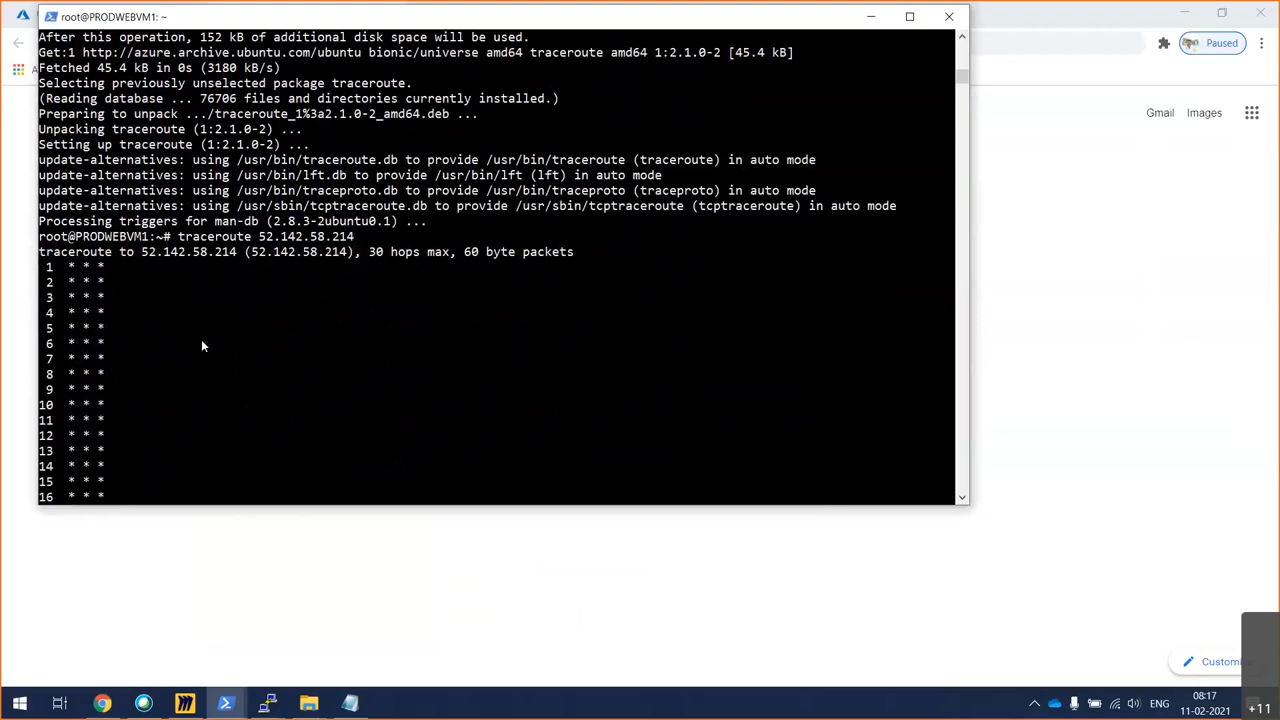 root@PRODWEBVM1: ~
After this operation, 152 kB of additional disk space will be used.
Get:1 http://azure.archive.ubuntu.com/ubuntu bionic/universe amd64 traceroute amd64 1:2.1.0-2 [45.4 kB]
Fetched 45.4 kB in 0s (3180 kB/s)
Selecting previously unselected package traceroute.
(Reading database ... 76706 files and directories currently installed.)
Preparing to unpack .../traceroute_1%3a2.1.0-2_amd64.deb ...
Unpacking traceroute (1:2.1.0-2) ...
Setting up traceroute (1:2.1.0-2) ...
update-alternatives: using /usr/bin/traceroute.db to provide /usr/bin/traceroute (traceroute) in auto mode
update-alternatives: using /usr/bin/lft.db to provide /usr/bin/lft (lft) in auto mode
update-alternatives: using /usr/bin/traceproto.db to provide /usr/bin/traceproto (traceproto) in auto mode
update-alternatives: using /usr/sbin/tcptraceroute.db to provide /usr/sbin/tcptraceroute (tcptraceroute) in auto mode
Processing triggers for man-db (2.8.3-2ubuntu0.1) ...
root@PRODWEBVM1:~# traceroute 52.142.58.214
traceroute to 52.142.58.214 (52.142.58.214), 30 hops max, 60 byte packets
1 * * *
2 * * *
3 * * *
4 * * *
5 * * *
6 * * *
7 * * *
8 * * *
9 * * *
10 * * *
11 * * *
12 * * *
13 * * *
14 * * *
15 * * *
16 * * *
Paused
Gmail Images
Customi
ENG
08:17
11-02-2021
+11